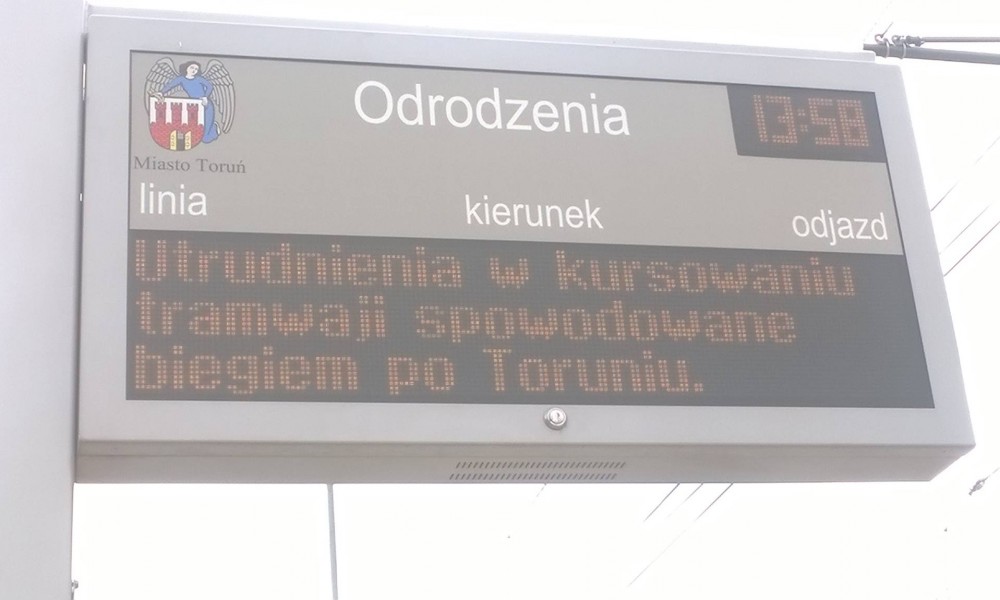 Odrodzenia
13:58
Miasto Toruń
linia kierunek odjazd
Utrudnienia w kursowaniu
tramwaji spowodowane
biegiem po Toruniu.